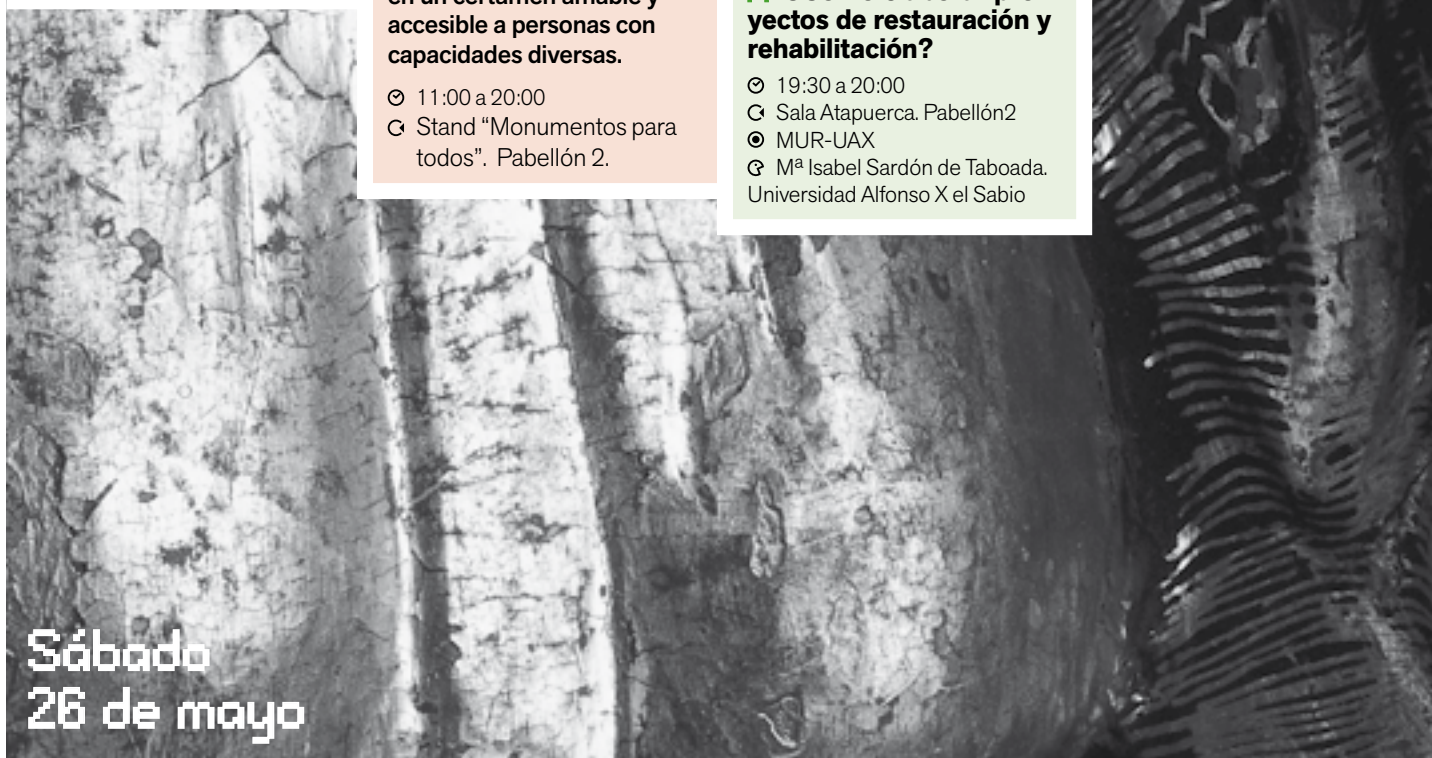 en un certamen amable y
accesible a personas con
capacidades diversas.
11:00 a 20:00
Stand “Monumentos para
todos”. Pabellón 2.
yectos de restauración y
rehabilitación?
19:30 a 20:00
Sala Atapuerca. Pabellón2
MUR-UAX
Mª Isabel Sardón de Taboada.
Universidad Alfonso X el Sabio
Sábado
26 de mayo